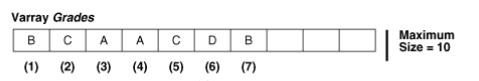 Varray Grades
B C A A C D B
(1) (2) (3) (4) (5) (6) (7)
Maximum
Size = 10